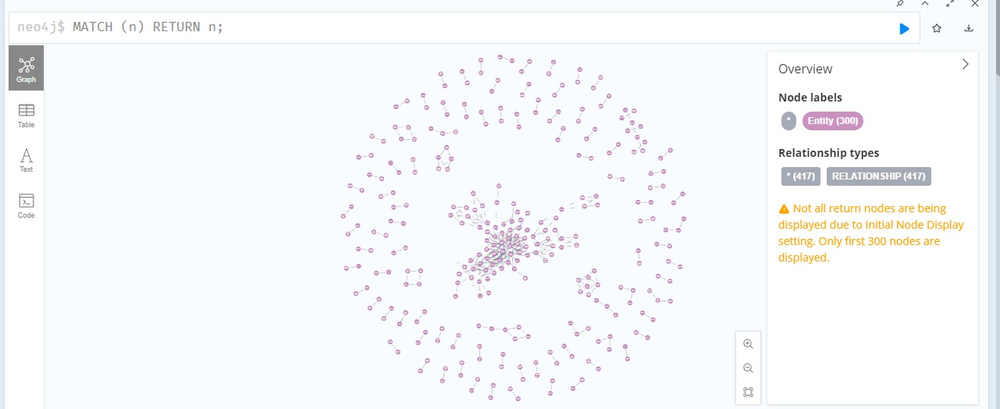 neo4j$ MATCH (n) RETURN n;
Graph
Table
A
Text
Code
Overview
Node labels
* Entity (300)
Relationship types
* (417) RELATIONSHIP (417)
Not all return nodes are being
displayed due to Initial Node Display
setting. Only first 300 nodes are
displayed.